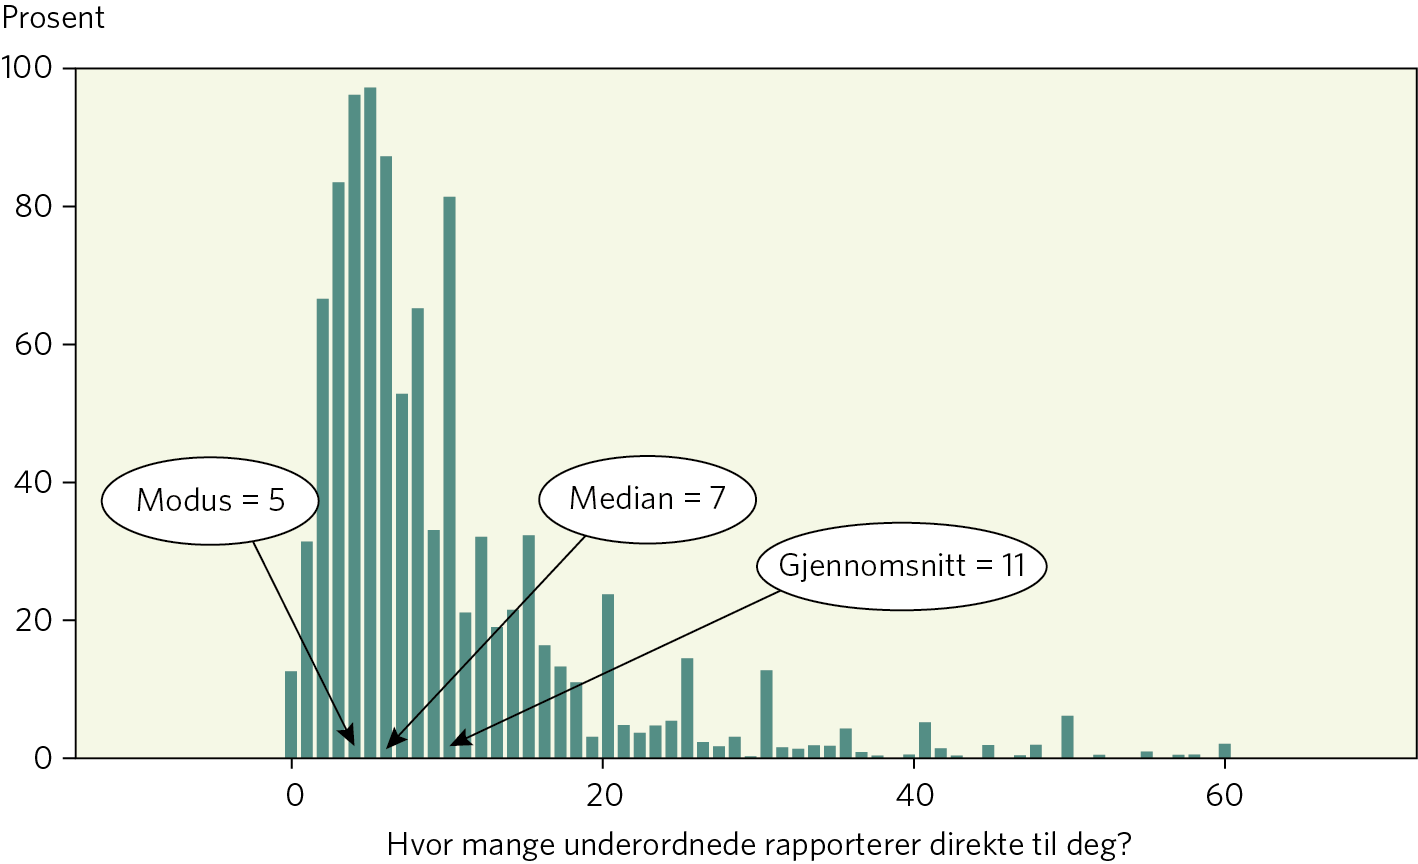 Prosent
100
80
60
40
20
0
Modus = 5
Median = 7
Gjennomsnitt = 11
0 20 40 60
Hvor mange underordnede rapporterer direkte til deg?